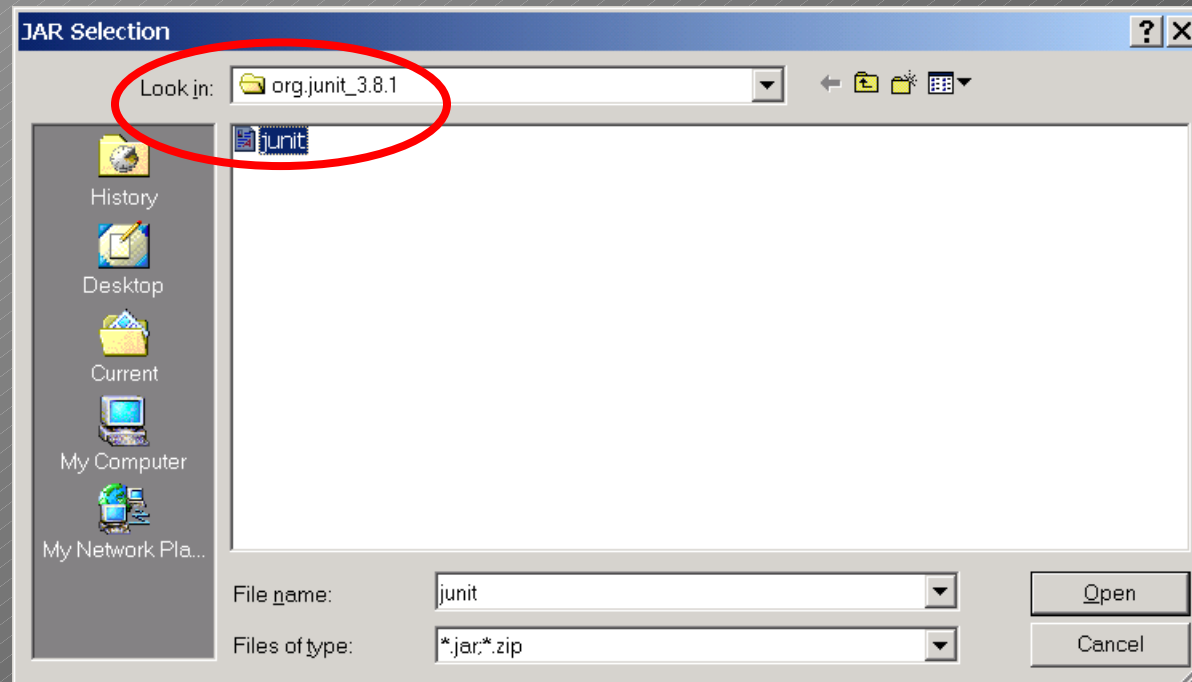 JAR Selection
Look in: org.junit_3.8.1
junit
History
Desktop
Current
My Computer
My Network Pla...
File name: junit
Open
Files of type: *.jar;*.zip
Cancel